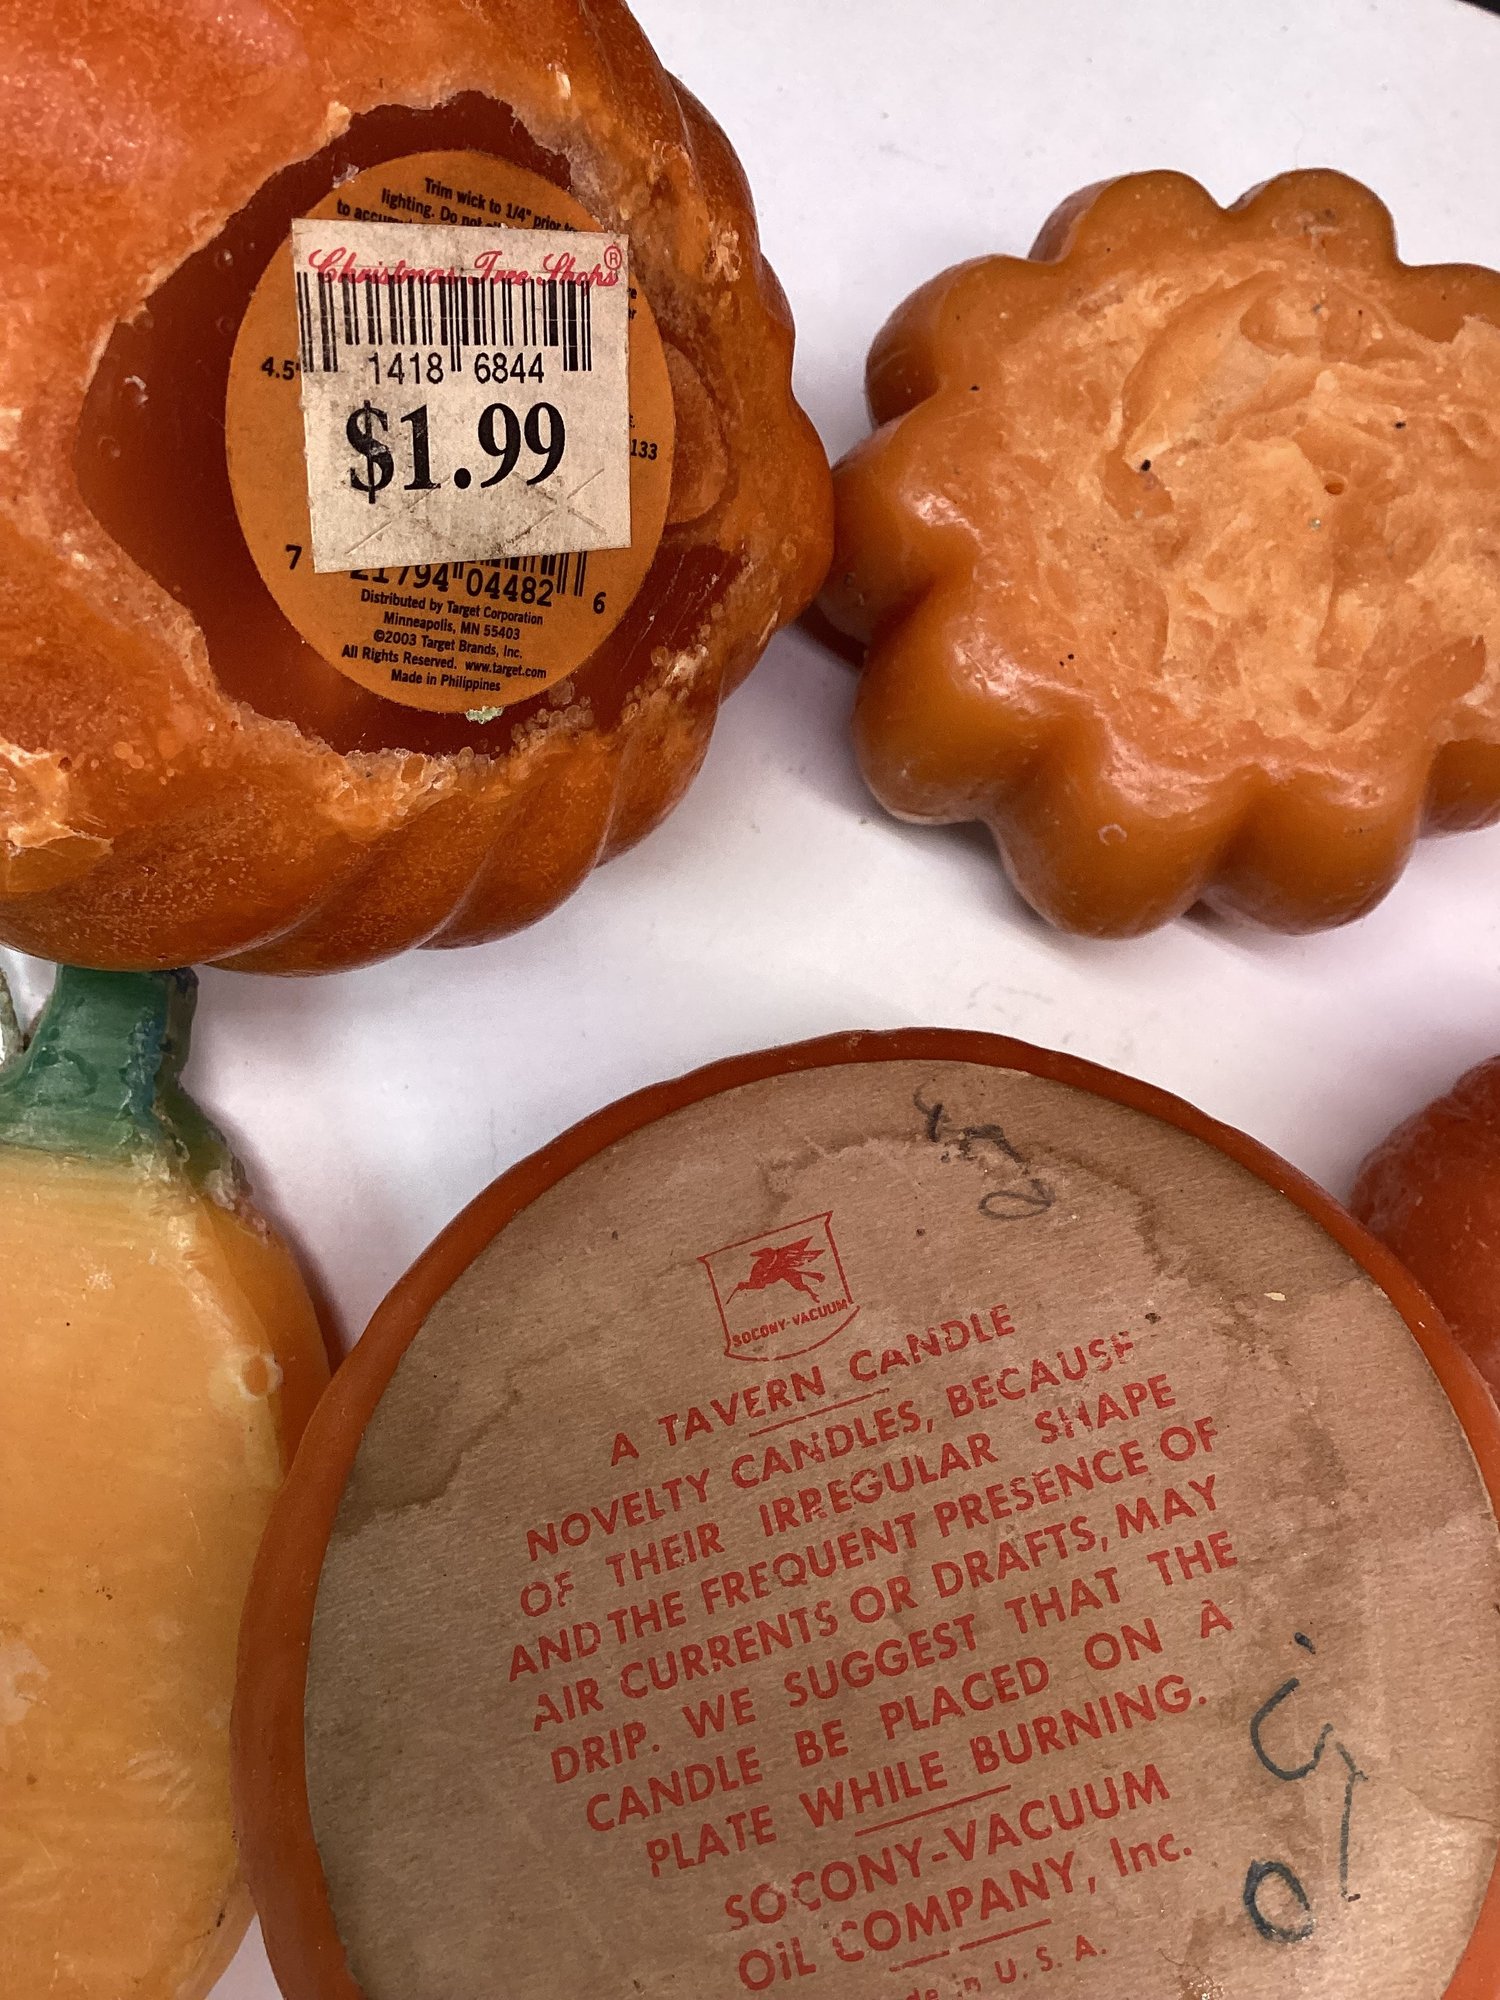 Trim wick to 1/4" prior
lighting. Do not
to
Christmas Tree Shops®
1418 6844
4.5"
$1.99
133
7 21794 04482 6
Distributed by Target Corporation
Minneapolis, MN 55403
©2003 Target Brands, Inc.
All Rights Reserved. www.target.com
Made in Philippines
SOCONY-VACUUM
A TAVERN CANDLE
NOVELTY CANDLES, BECAUSE
OF THEIR IRREGULAR SHAPE
AND THE FREQUENT PRESENCE OF
AIR CURRENTS OR DRAFTS, MAY
DRIP. WE SUGGEST THAT THE
CANDLE BE PLACED ON A
PLATE WHILE BURNING.
SOCONY-VACUUM
OIL COMPANY, Inc.
in U. S. A.